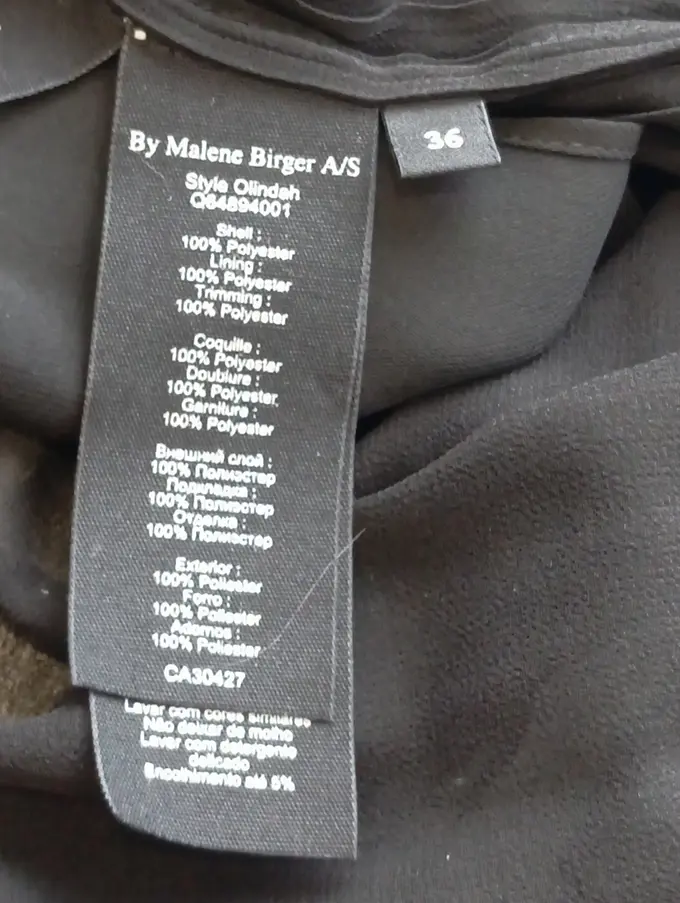 By Malene Birger A/S
36
Style Olindah
Q64894001
Shell :
100% Polyester
Lining :
100% Polyester
Trimming :
100% Polyester
Coquille :
100% Polyester
Doublure :
100% Polyester
Garniture :
100% Polyester
Внешний слой :
100% Полиэстер
Подкладка :
100% Полиэстер
Отделка :
100% Полиэстер
Exterior :
100% Poliester
Forro :
100% Poliester
Adornos :
100% Poliester
CA30427
Lavar com cores similares
Não deixar de molho
Lavar com detergente
delicado
Encolhimento até 5%